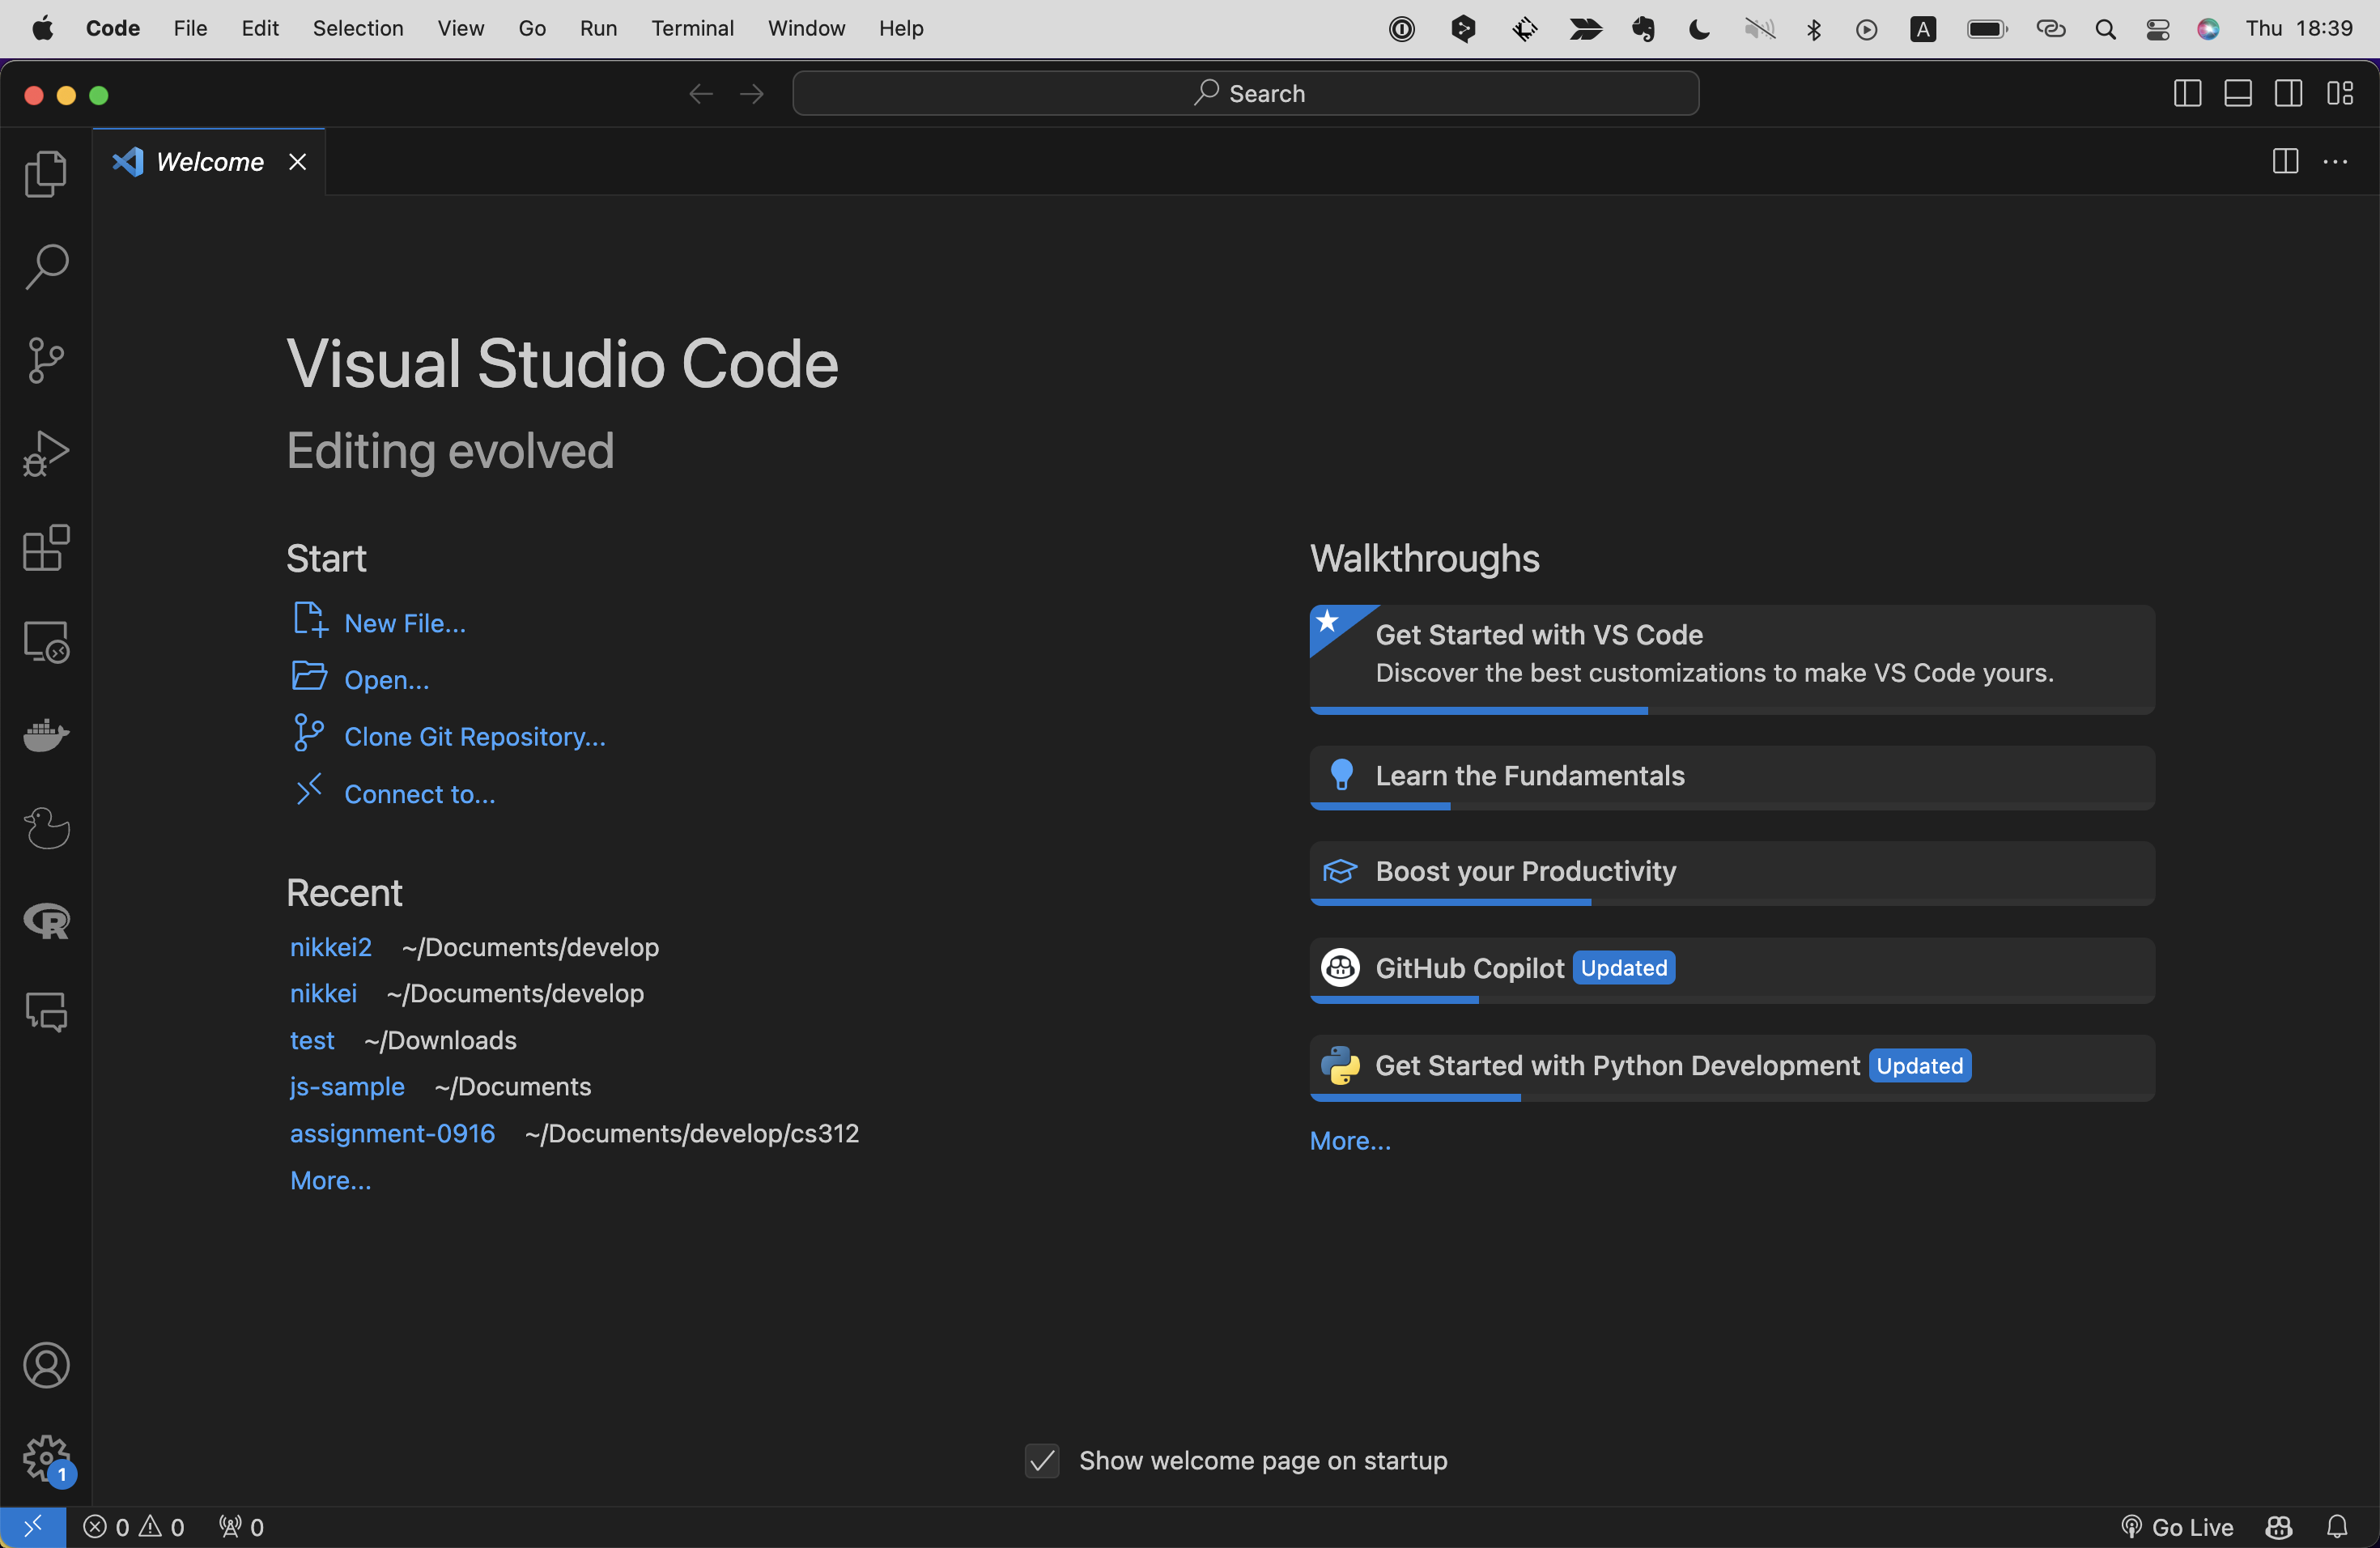 Code File Edit Selection View Go Run Terminal Window Help A Thu 18:39
Search
Welcome
Visual Studio Code
Editing evolved
Start
New File...
Open...
Clone Git Repository...
Connect to...
Recent
nikkei2 ~/Documents/develop
nikkei ~/Documents/develop
test ~/Downloads
js-sample ~/Documents
assignment-0916 ~/Documents/develop/cs312
More...
Walkthroughs
Get Started with VS Code
Discover the best customizations to make VS Code yours.
Learn the Fundamentals
Boost your Productivity
GitHub Copilot Updated
Get Started with Python Development Updated
More...
R
Show welcome page on startup
1
0 0 0 Go Live